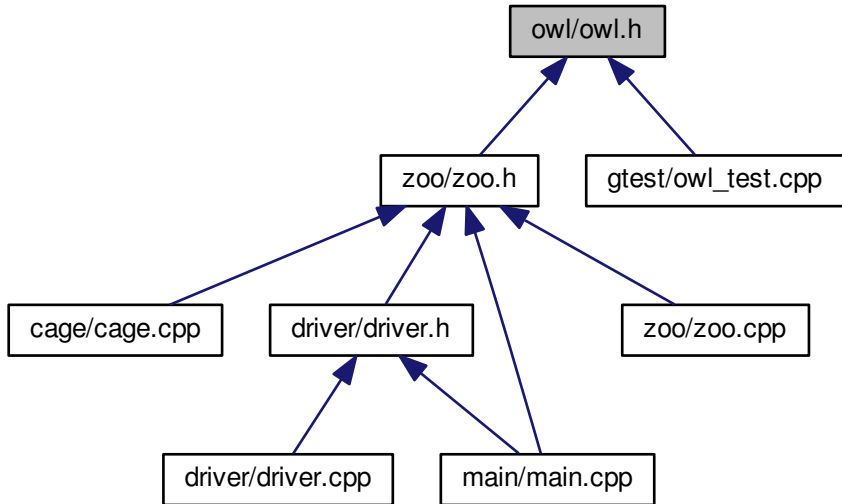 owl/owl.h
zoo/zoo.h
gtest/owl_test.cpp
cage/cage.cpp
driver/driver.h
zoo/zoo.cpp
driver/driver.cpp
main/main.cpp